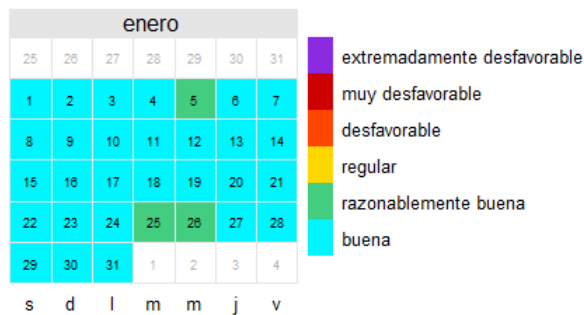 enero
25 26 27 28 29 30 31
1 2 3 4 5 6 7
8 9 10 11 12 13 14
15 16 17 18 19 20 21
22 23 24 25 26 27 28
29 30 31 1 2 3 4
s d l m m j v
extremadamente desfavorable
muy desfavorable
desfavorable
regular
razonablemente buena
buena